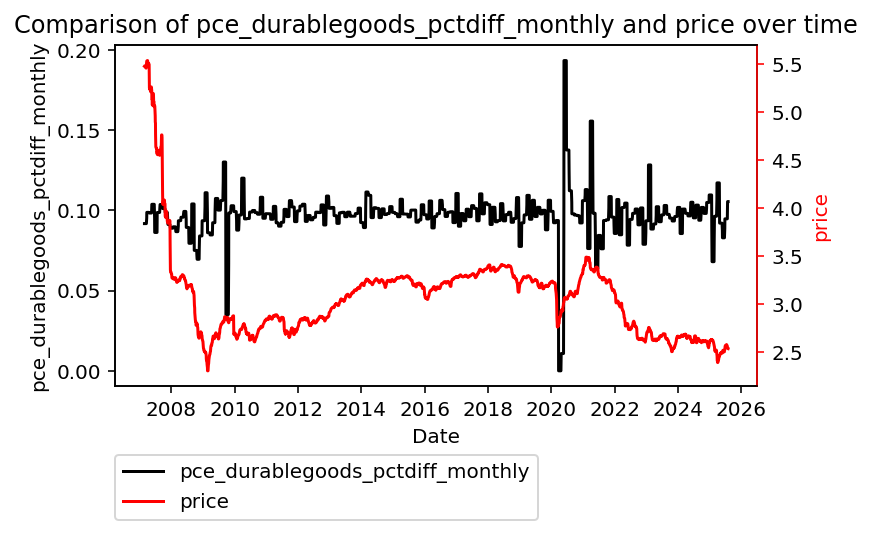 Comparison of pce_durablegoods_pctdiff_monthly and price over time
pce_durablegoods_pctdiff_monthly
0.20
0.15
0.10
0.05
0.00
5.5
5.0
4.5
4.0
3.5
3.0
2.5
price
2008 2010 2012 2014 2016 2018 2020 2022 2024 2026
Date
pce_durablegoods_pctdiff_monthly
price